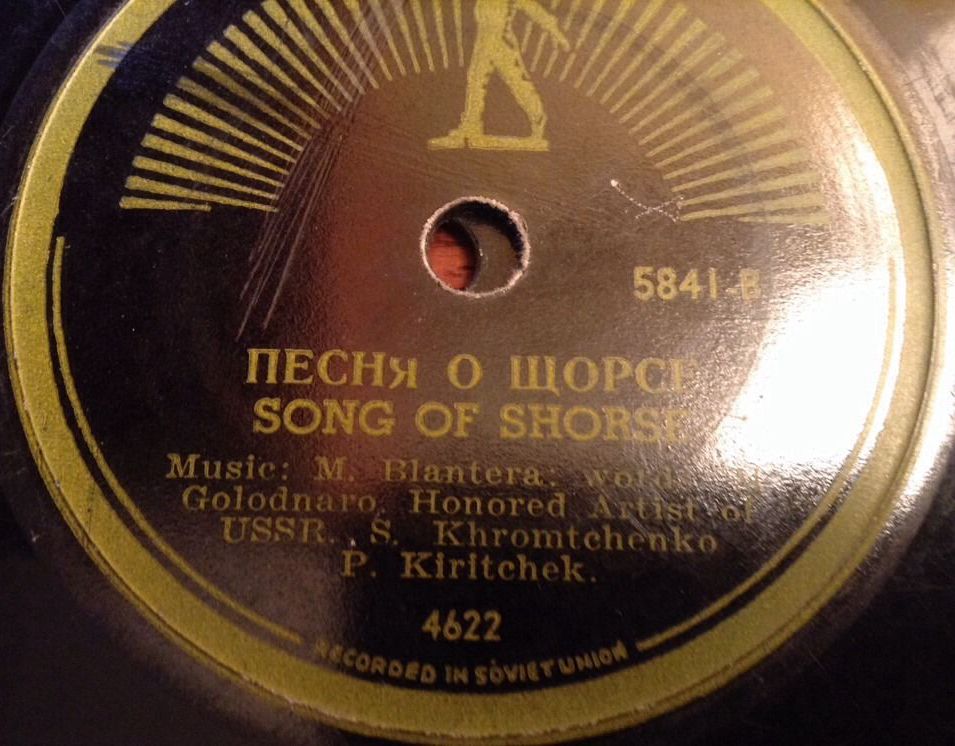 5841-B
ПЕСНЯ О ЩОРСЕ
SONG OF SHORSE
Music: M. Blantera: words
Golodnaro. Honored Artist of
USSR. S. Khromtchenko
P. Kiritchek.
4622
RECORDED IN SOVIET UNION